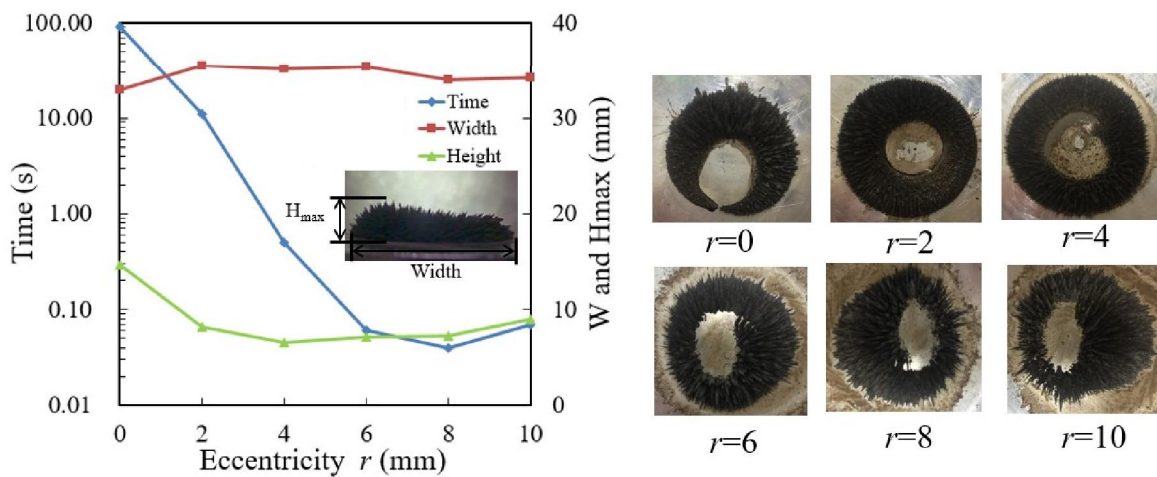 100.00
10.00
1.00
0.10
0.01
Time (s)
40
30
20
10
0
W and Hmax (mm)
Time
Width
Height
Hmax
Width
0 2 4 6 8 10
Eccentricity r (mm)
r=0 r=2 r=4
r=6 r=8 r=10